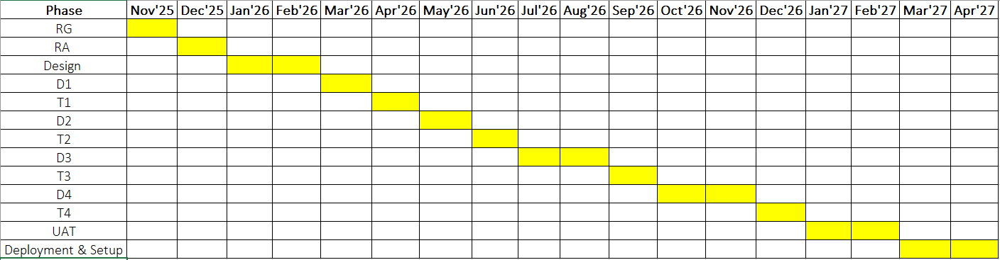 Phase Nov'25 Dec'25 Jan'26 Feb'26 Mar'26 Apr'26 May'26 Jun'26 Jul'26 Aug'26 Sep'26 Oct'26 Nov'26 Dec'26 Jan'27 Feb'27 Mar'27 Apr'27
RG
RA
Design
D1
T1
D2
T2
D3
T3
D4
T4
UAT
Deployment & Setup